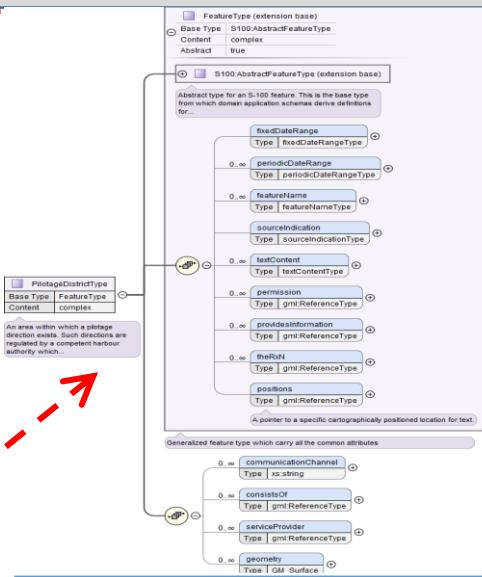 FeatureType (extension base)
Base Type S100:AbstractFeatureType
Content complex
Abstract true
S100:AbstractFeatureType (extension base)
Abstract type for an S-100 feature. This is the base type
from which domain application schemas derive definitions
for...
fixedDateRange
Type fixedDateRangeType
0..∞ periodicDateRange
Type periodicDateRangeType
0..∞ featureName
Type featureNameType
sourceIndication
Type sourceIndicationType
0..∞ textContent
Type textContentType
0..∞ permission
Type gml:ReferenceType
0..∞ providesInformation
Type gml:ReferenceType
0..∞ theRxN
Type gml:ReferenceType
positions
Type gml:ReferenceType
A pointer to a specific cartographically positioned location for text.
Generalized feature type which carry all the common attributes
PilotageDistrictType
Base Type FeatureType
Content complex
An area within which a pilotage
direction exists. Such directions are
regulated by a competent harbour
authority which...
0..∞ communicationChannel
Type xs:string
0..∞ consistsOf
Type gml:ReferenceType
0..∞ serviceProvider
Type gml:ReferenceType
0..∞ geometry
Type GM_Surface